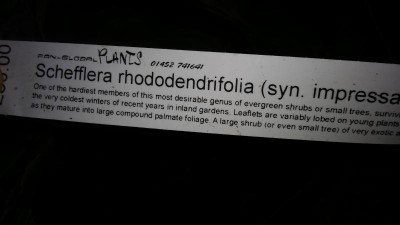 PAN-GLOBAL PLANTS 01452 741641
Schefflera rhododendrifolia (syn. impressa
One of the hardiest members of this most desirable genus of evergreen shrubs or small trees, surviv
the very coldest winters of recent years in inland gardens. Leaflets are variably lobed on young plants
as they mature into large compound palmate foliage. A large shrub (or even small tree) of very exotic a